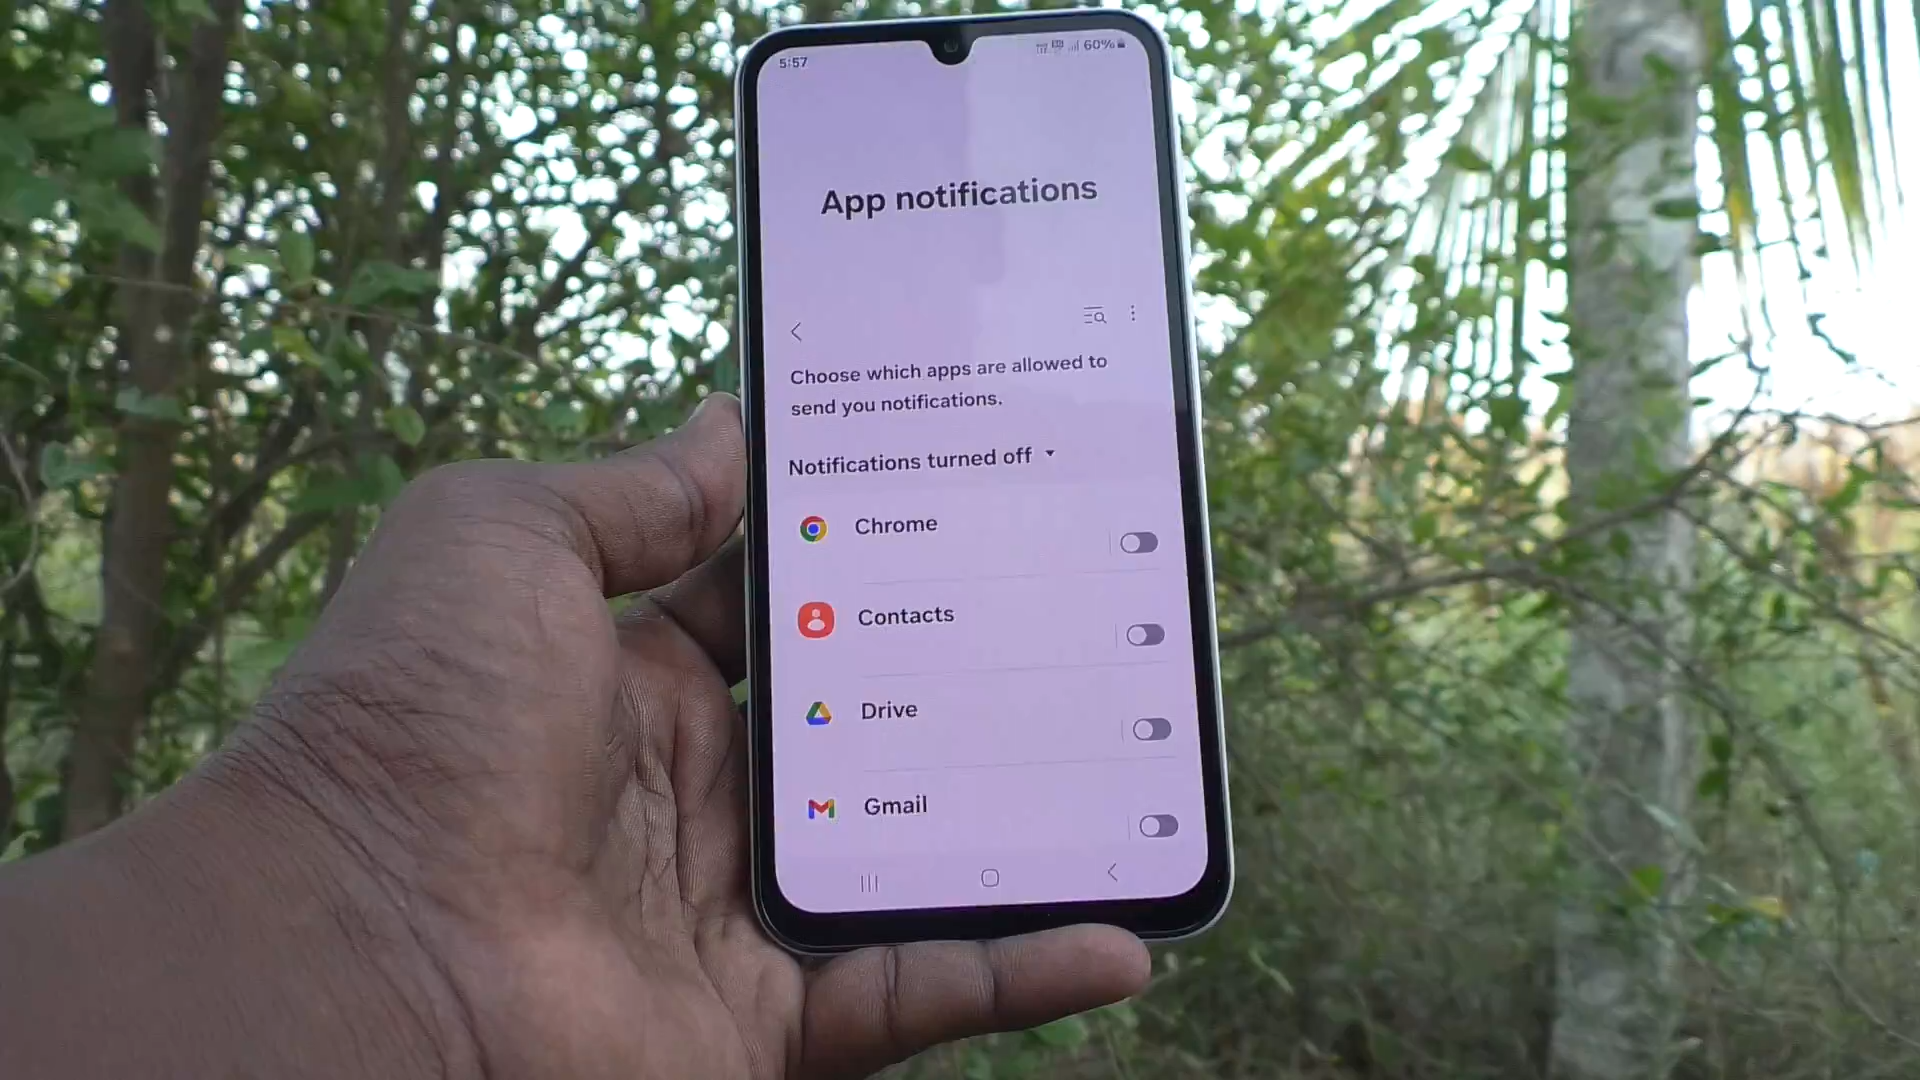 5:57
60%
App notifications
Choose which apps are allowed to
send you notifications.
Notifications turned off
Chrome
Contacts
Drive
Gmail